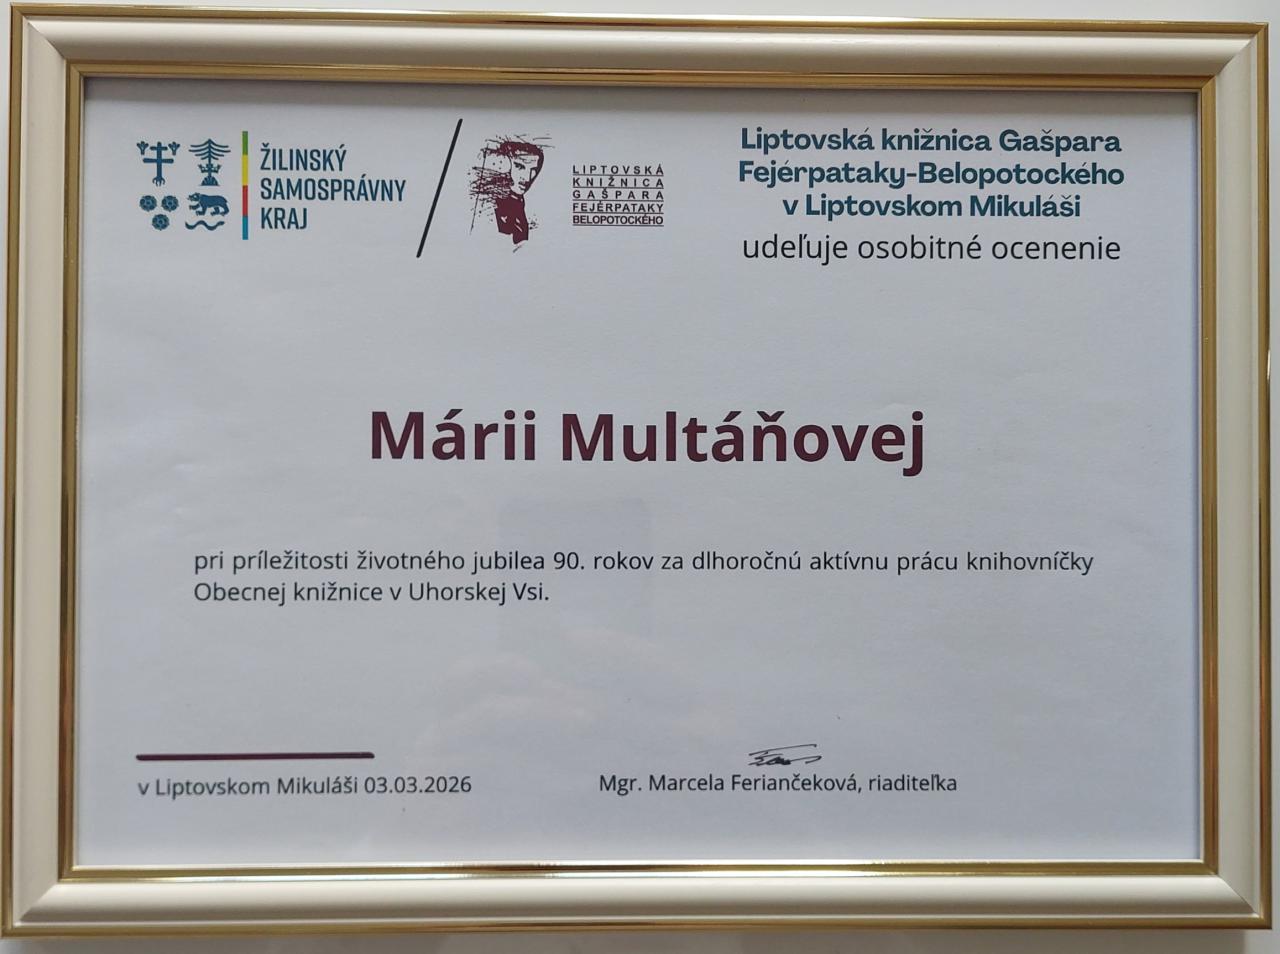 ŽILINSKÝ
SAMOSPRÁVNY
KRAJ
LIPTOVSKÁ
KNIŽNICA
GAŠPARA
FEJÉRPATAKY
BELOPOTOCKÉHO
Liptovská knižnica Gašpara
Fejérpataky-Belopotockého
v Liptovskom Mikuláši
udeľuje osobitné ocenenie
Márii Multáňovej
pri príležitosti životného jubilea 90. rokov za dlhoročnú aktívnu prácu knihovníčky
Obecnej knižnice v Uhorskej Vsi.
v Liptovskom Mikuláši 03.03.2026
Mgr. Marcela Feriančeková, riaditeľka